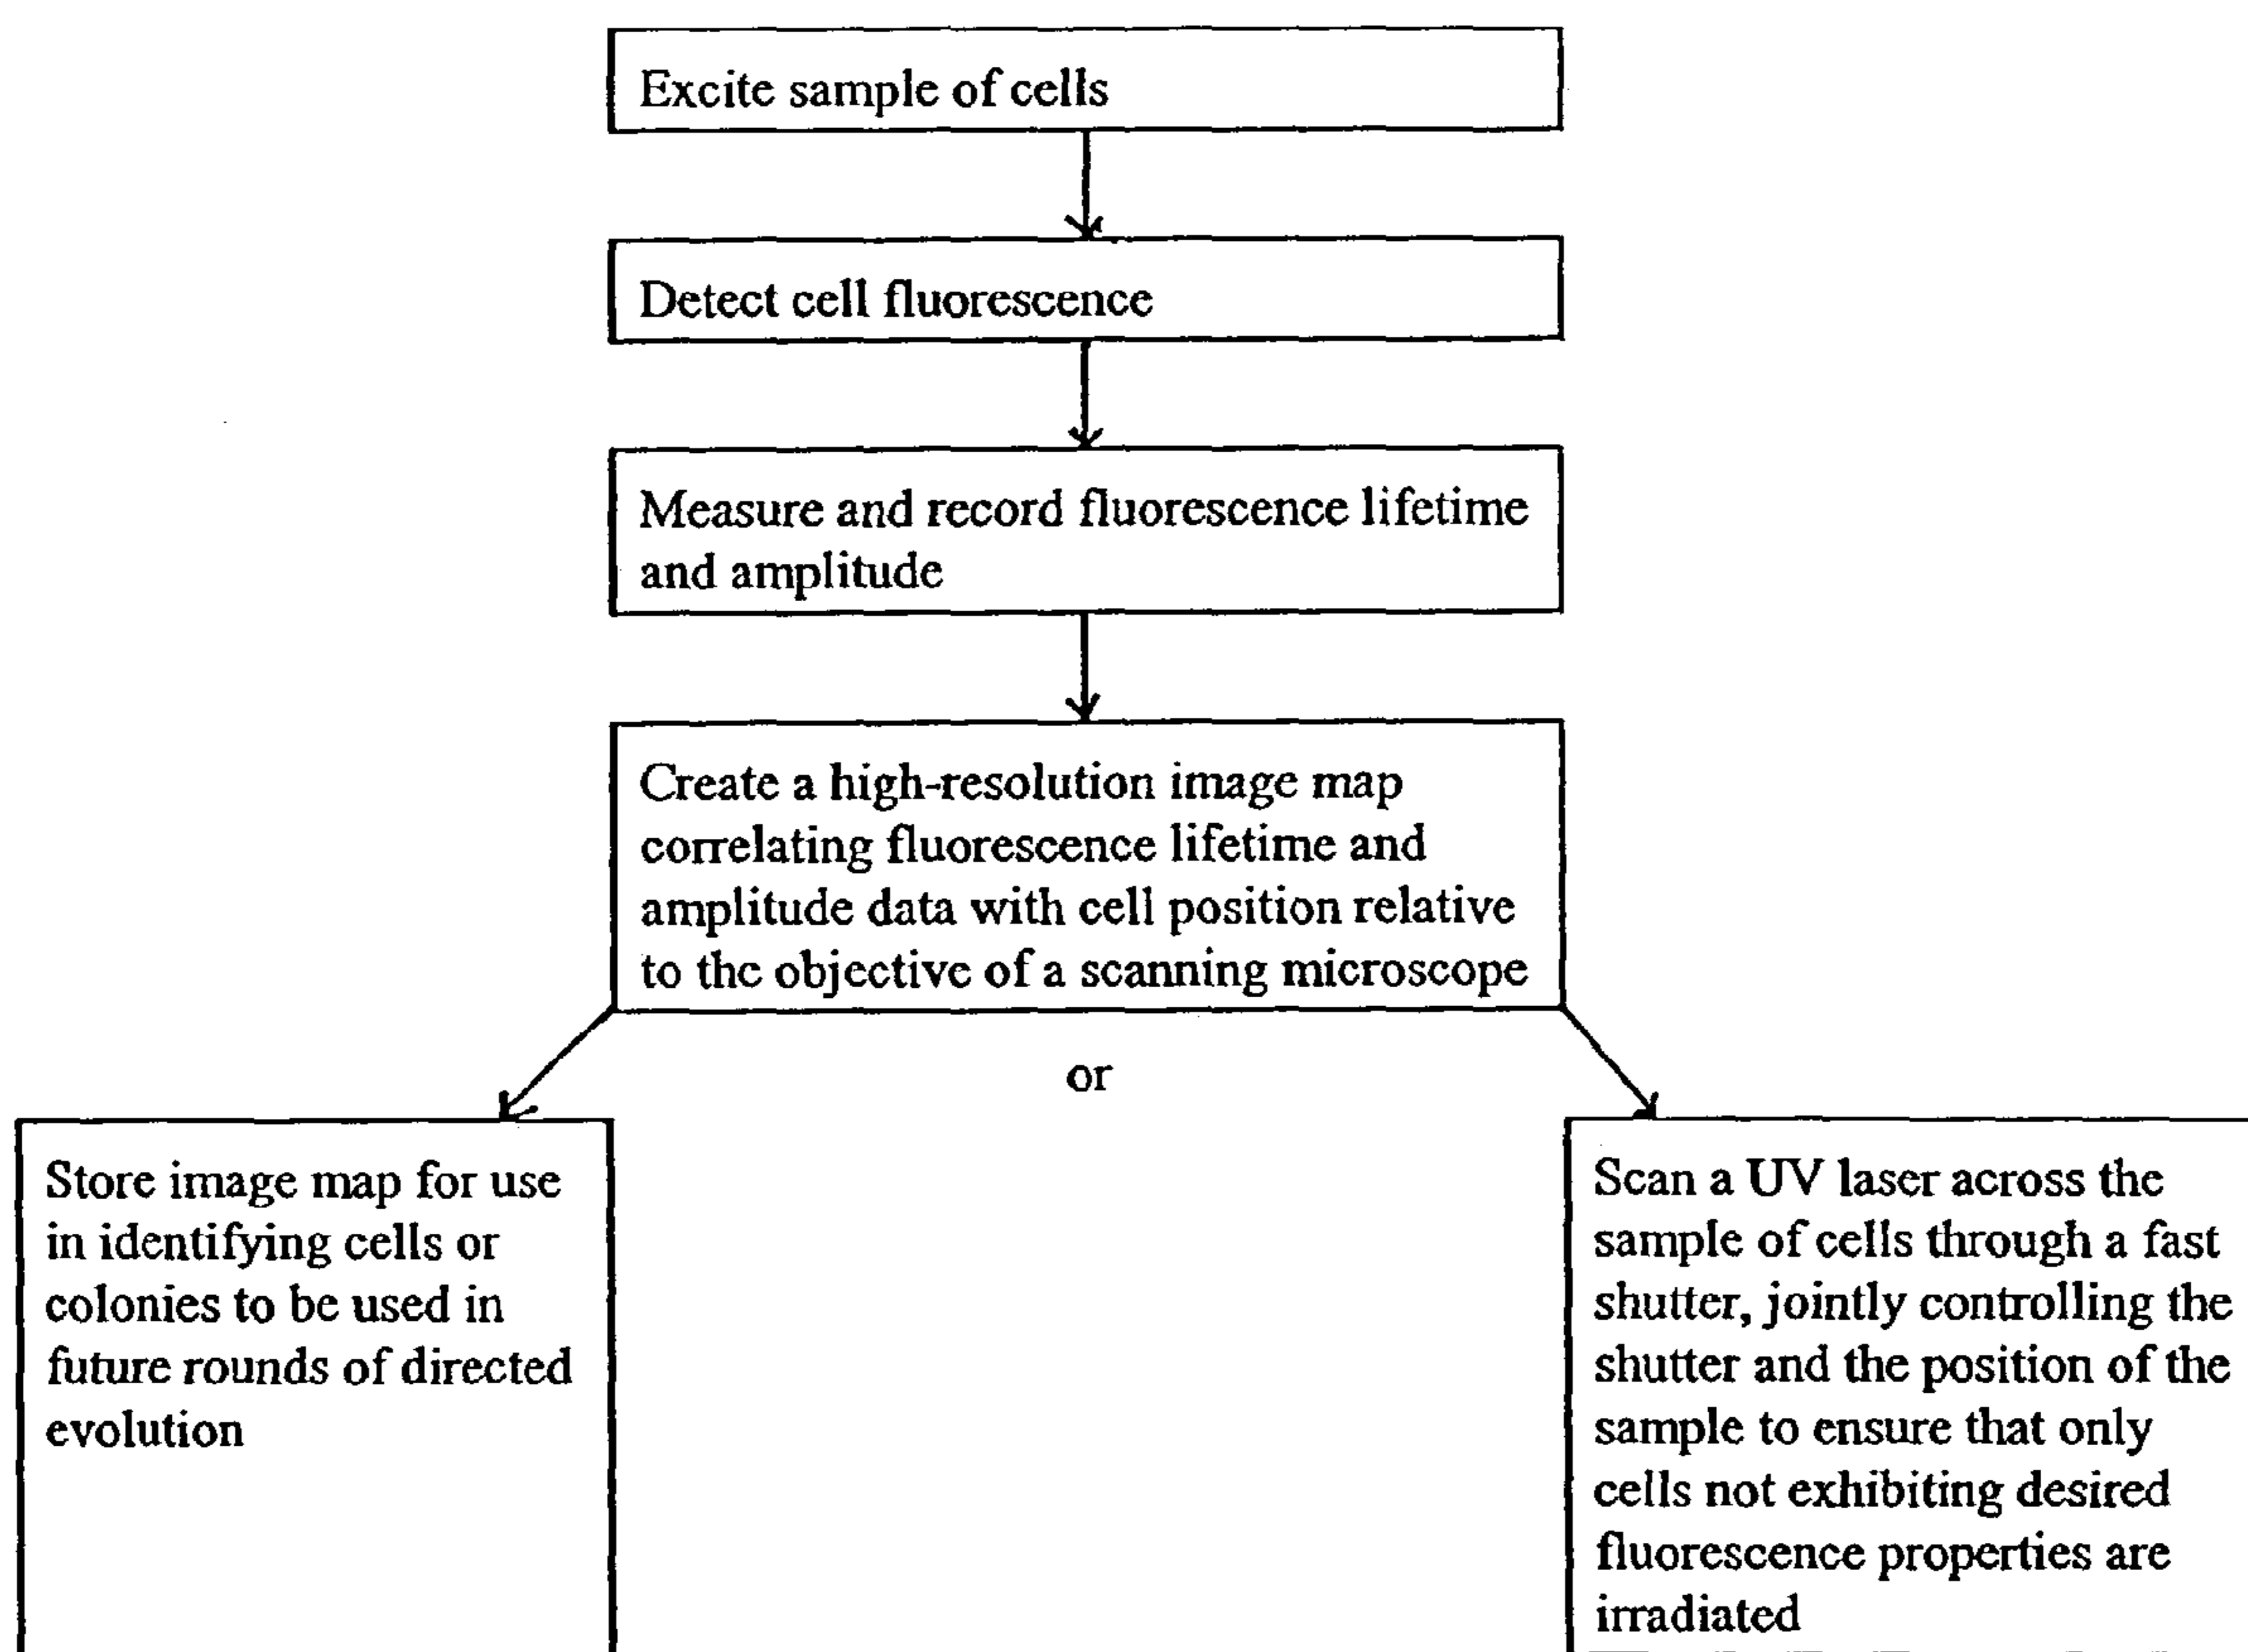 Excite sample of cells
Detect cell fluorescence
Measure and record fluorescence lifetime
and amplitude
Create a high-resolution image map
correlating fluorescence lifetime and
amplitude data with cell position relative
to the objective of a scanning microscope
or
Store image map for use
in identifying cells or
colonies to be used in
future rounds of directed
evolution
Scan a UV laser across the
sample of cells through a fast
shutter, jointly controlling the
shutter and the position of the
sample to ensure that only
cells not exhibiting desired
fluorescence properties are
irradiated